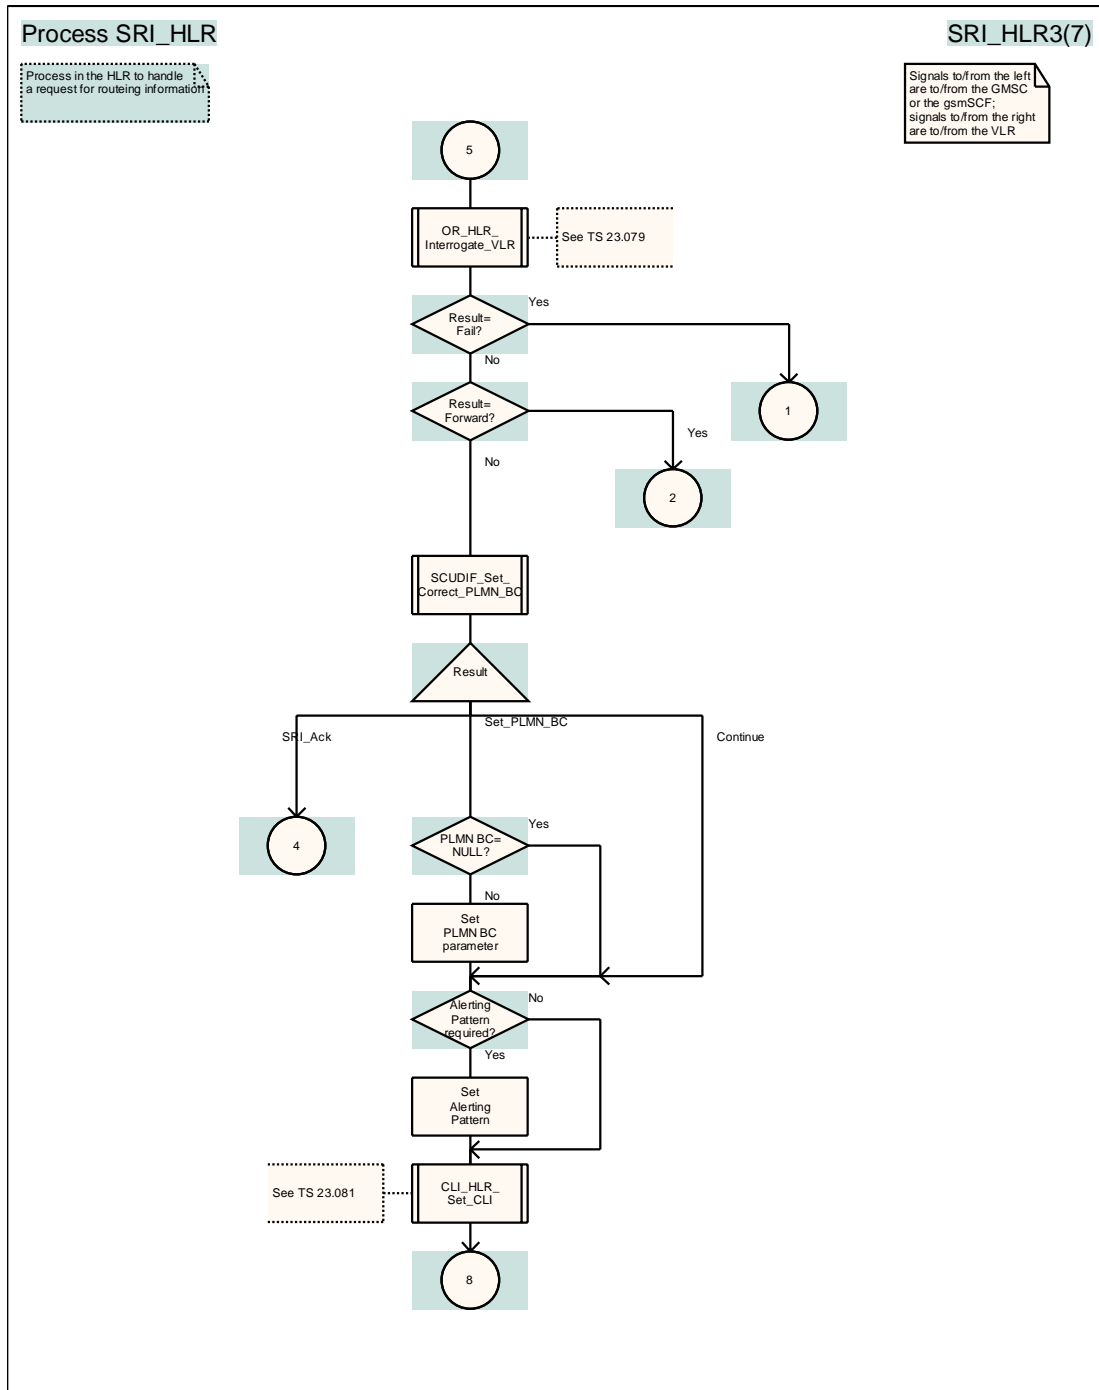 Process SRI_HLR
SRI_HLR3(7)
Process in the HLR to handle
a request for routeing information
Signals to/from the left
are to/from the GMSC
or the gsmSCF;
signals to/from the right
are to/from the VLR
5
OR_HLR_
Interrogate_VLR
See TS 23.079
Yes
Result=
Fail?
No
1
Result=
Forward?
Yes
No
2
SCUDIF_Set_
Correct_PLMN_BC
Result
Set_PLMN_BC
SRI_Ack
Continue
Yes
4
PLMN BC=
NULL?
No
Set
PLMN BC
parameter
No
Alerting
Pattern
required?
Yes
Set
Alerting
Pattern
See TS 23.081
CLI_HLR_
Set_CLI
8